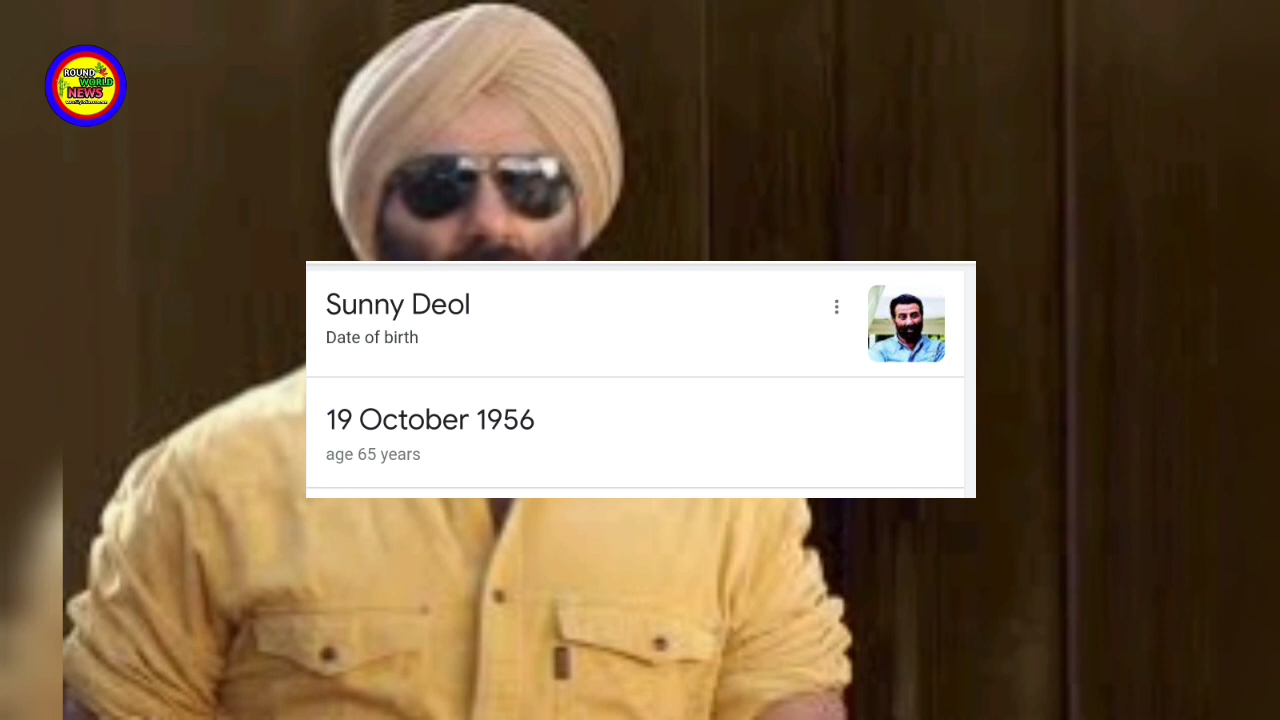 ROUND
WORLD
NEWS
Sunny Deol
Date of birth
19 October 1956
age 65 years